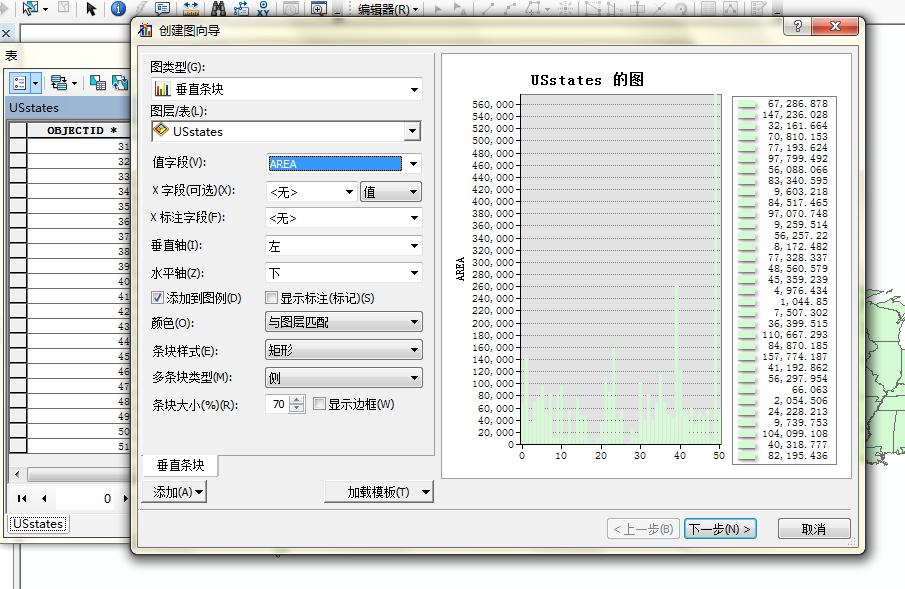 编辑器(R)
创建图向导
表
USstates
OBJECTID *
31
32
33
34
35
36
37
38
39
40
41
42
43
44
45
46
47
48
49
50
51
0
USstates
图类型(G):
垂直条块
图层/表(L):
USstates
值字段(V):
AREA
X 字段(可选)(X):
<无>
值
X 标注字段(F):
<无>
垂直轴(I):
左
水平轴(Z):
下
添加到图例(D)
显示标注(标记)(S)
颜色(O):
与图层匹配
条块样式(E):
矩形
多条块类型(M):
侧
条块大小(%)(R):
70
显示边框(W)
垂直条块
添加(A)
加载模板(T)
USstates 的图
560,000
540,000
520,000
500,000
480,000
460,000
440,000
420,000
400,000
380,000
360,000
340,000
320,000
300,000
280,000
260,000
240,000
220,000
200,000
180,000
160,000
140,000
120,000
100,000
80,000
60,000
40,000
20,000
0
AREA
0 10 20 30 40 50
67,286.878
147,236.028
32,161.664
70,810.153
77,193.624
97,799.492
56,088.066
83,340.595
9,603.218
84,517.465
97,070.748
9,259.514
56,257.22
8,172.482
77,328.337
48,560.579
45,359.239
4,976.434
1,044.85
7,507.302
36,399.515
110,667.293
84,870.185
157,774.187
41,192.862
56,297.954
66.063
2,054.506
24,228.213
9,739.753
104,099.108
40,318.777
82,195.436
< 上一步(B)
下一步(N) >
取消